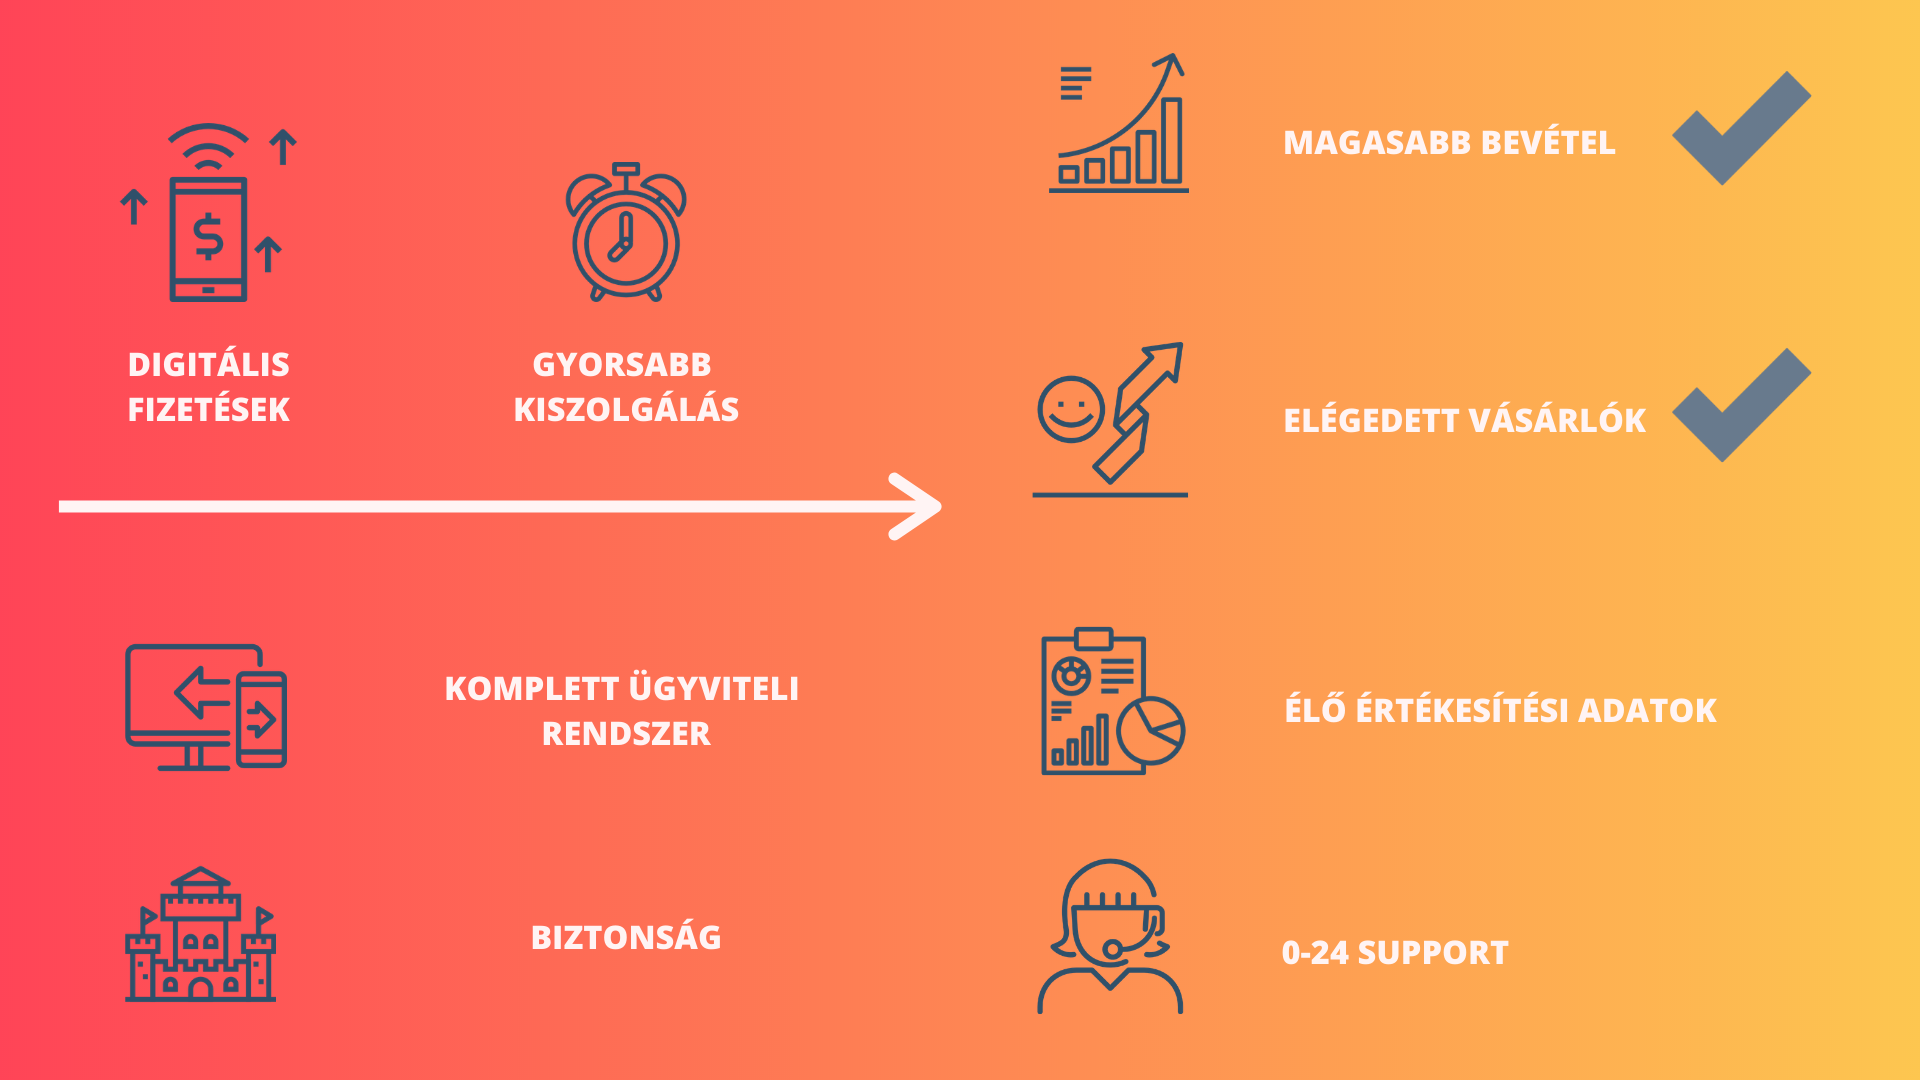 DIGITÁLIS
FIZETÉSEK
GYORSABB
KISZOLGÁLÁS
KOMPLETT ÜGYVITELI
RENDSZER
BIZTONSÁG
MAGASABB BEVÉTEL
ELÉGEDETT VÁSÁRLÓK
ÉLŐ ÉRTÉKESÍTÉSI ADATOK
0-24 SUPPORT